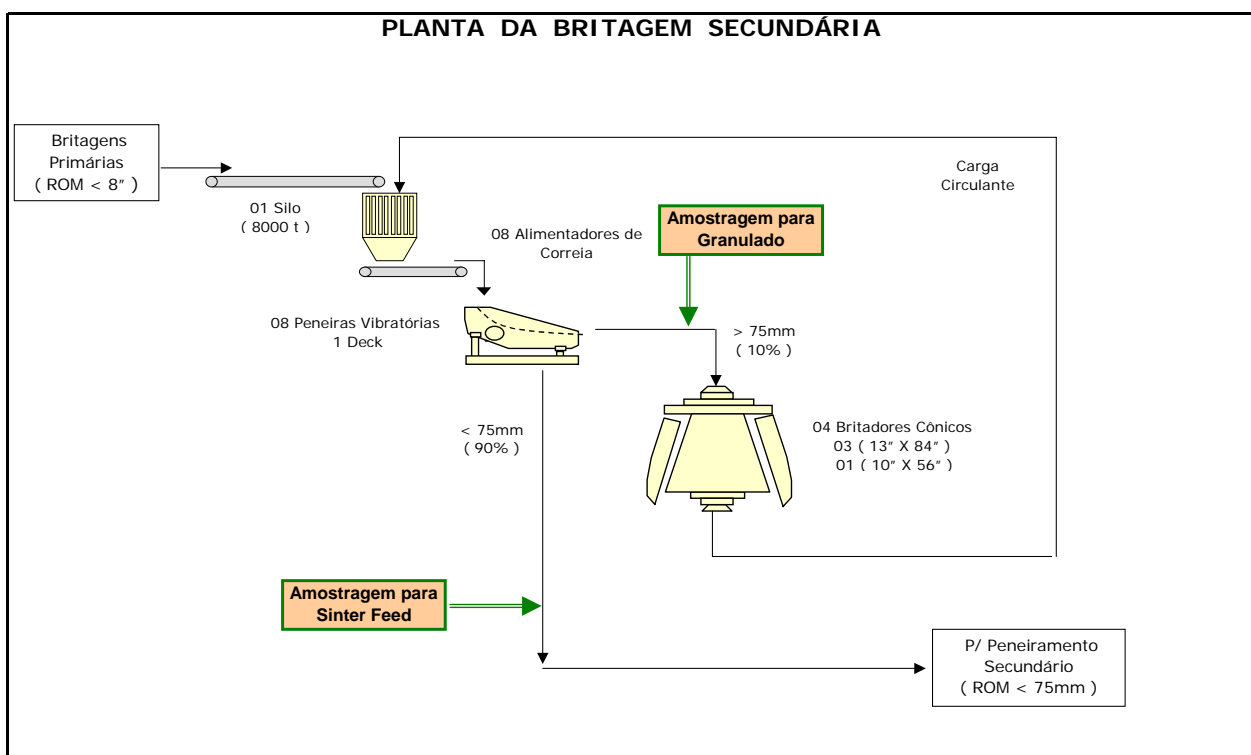 PLANTA DA BRITAGEM SECUNDÁRIA
Britagens
Primárias
( ROM < 8" )
01 Silo
( 8000 t )
08 Alimentadores de
Correia
Amostragem para
Granulado
Carga
Circulante
08 Peneiras Vibratórias
1 Deck
> 75mm
( 10% )
< 75mm
( 90% )
04 Britadores Cônicos
03 ( 13" X 84" )
01 ( 10" X 56" )
Amostragem para
Sinter Feed
P/ Peneiramento
Secundário
( ROM < 75mm )